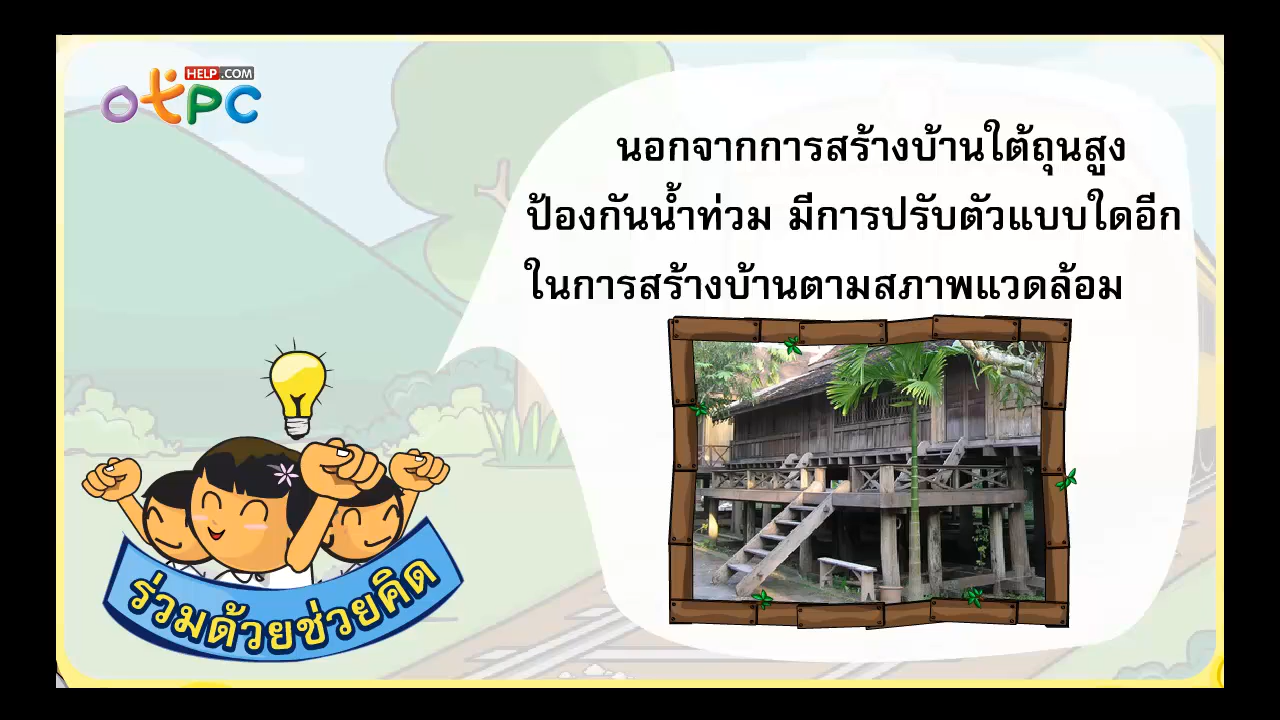 HELP.COM
OTPC
นอกจากการสร้างบ้านใต้ถุนสูง
ป้องกันน้ำท่วม มีการปรับตัวแบบใดอีก
ในการสร้างบ้านตามสภาพแวดล้อม
ร่วมด้วยช่วยคิด